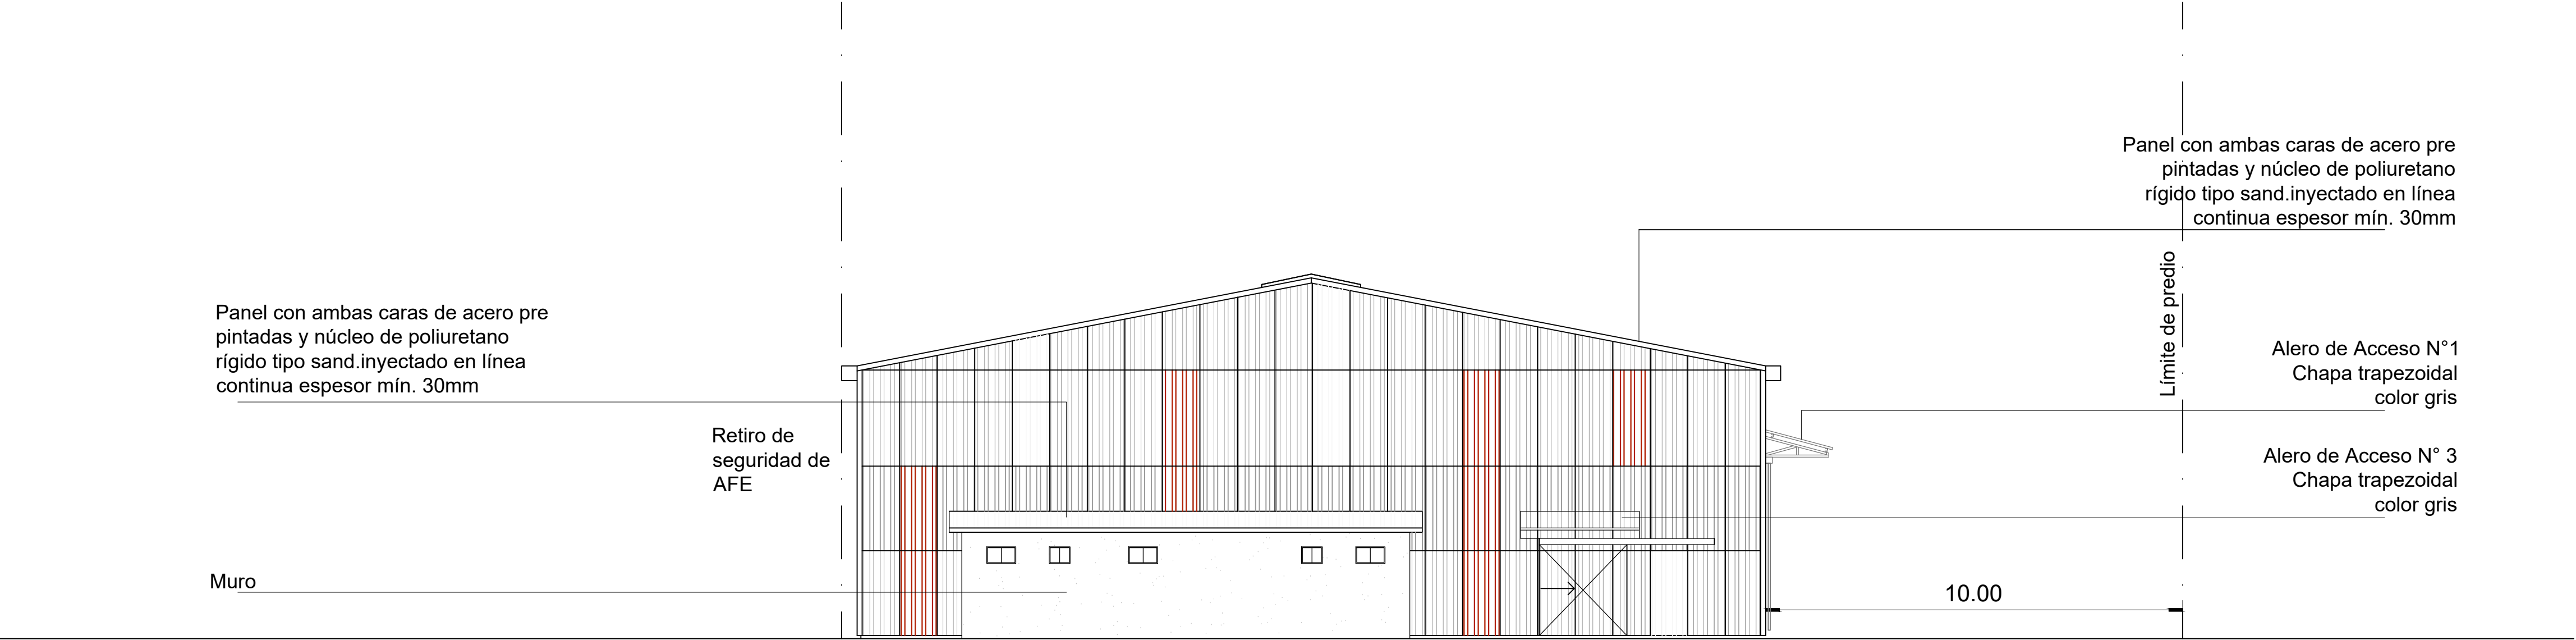 Panel con ambas caras de acero pre
pintadas y núcleo de poliuretano
rígido tipo sand.inyectado en línea
continua espesor mín. 30mm
Retiro de
seguridad de
AFE
Muro
Panel con ambas caras de acero pre
pintadas y núcleo de poliuretano
rígido tipo sand.inyectado en línea
continua espesor mín. 30mm
Límite de predio
Alero de Acceso N°1
Chapa trapezoidal
color gris
Alero de Acceso N° 3
Chapa trapezoidal
color gris
10.00